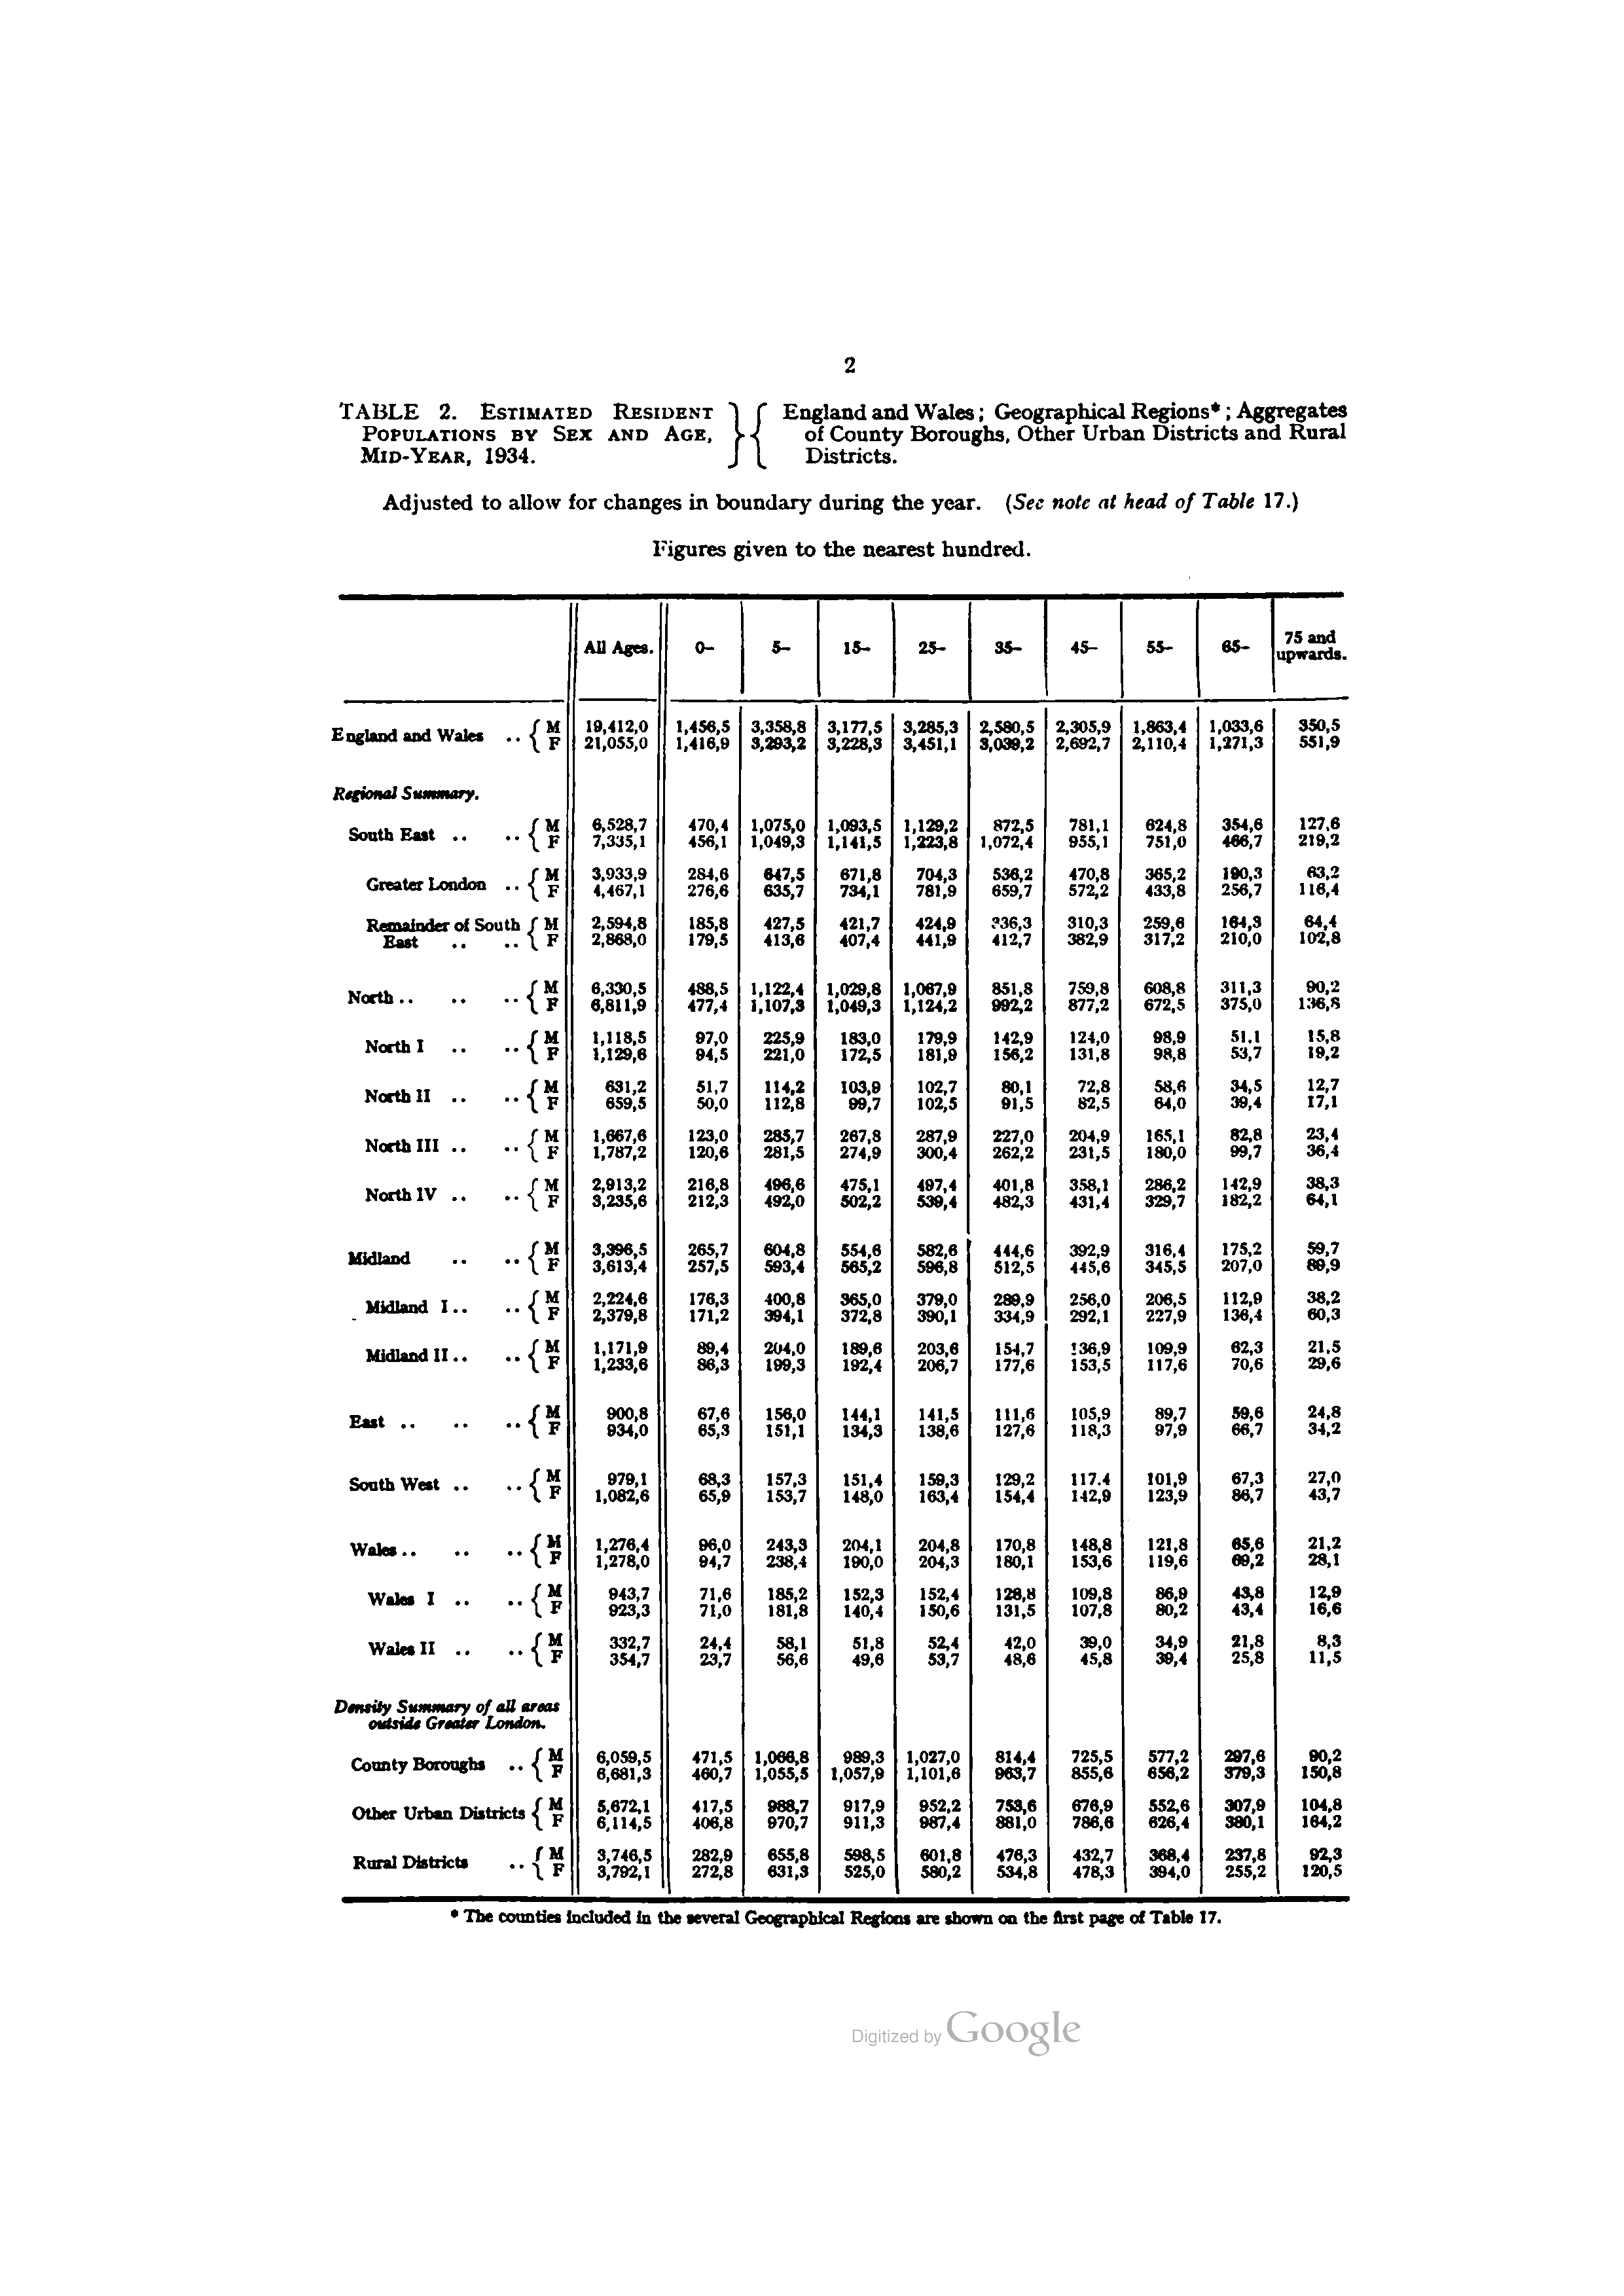 2
TABLE 2. ESTIMATED RESIDENT POPULATIONS BY SEX AND AGE, MID-YEAR, 1934.
England and Wales; Geographical Regions*; Aggregates of County Boroughs, Other Urban Districts and Rural Districts.
Adjusted to allow for changes in boundary during the year. (See note at head of Table 17.)
Figures given to the nearest hundred.
All Ages. 0– 5– 15– 25– 35– 45– 55– 65– 75 and upwards.
England and Wales .. { M 19,412,0 1,456,5 3,358,8 3,177,5 3,285,3 2,580,5 2,305,9 1,863,4 1,033,6 350,5
F 21,055,0 1,416,9 3,293,2 3,228,3 3,451,1 3,039,2 2,692,7 2,110,4 1,271,3 551,9
Regional Summary.
South East .. .. { M 6,528,7 470,4 1,075,0 1,093,5 1,129,2 872,5 781,1 624,8 354,6 127,6
F 7,335,1 456,1 1,049,3 1,141,5 1,223,8 1,072,4 955,1 751,0 466,7 219,2
Greater London .. { M 3,933,9 284,6 647,5 671,8 704,3 536,2 470,8 365,2 190,3 63,2
F 4,467,1 276,6 635,7 734,1 781,9 659,7 572,2 433,8 256,7 116,4
Remainder of South { M 2,594,8 185,8 427,5 421,7 424,9 336,3 310,3 259,6 164,3 64,4
East .. .. F 2,868,0 179,5 413,6 407,4 441,9 412,7 382,9 317,2 210,0 102,8
North .. .. .. { M 6,330,5 488,5 1,122,4 1,029,8 1,067,9 851,8 759,8 608,8 311,3 90,2
F 6,811,9 477,4 1,107,3 1,049,3 1,124,2 992,2 877,2 672,5 375,0 136,8
North I .. .. { M 1,118,5 97,0 225,9 183,0 179,9 142,9 124,0 98,9 51,1 15,8
F 1,129,6 94,5 221,0 172,5 181,9 156,2 131,8 98,8 53,7 19,2
North II .. .. { M 631,2 51,7 114,2 103,9 102,7 80,1 72,8 58,6 34,5 12,7
F 659,5 50,0 112,8 99,7 102,5 91,5 82,5 64,0 39,4 17,1
North III .. .. { M 1,667,6 123,0 285,7 267,8 287,9 227,0 204,9 165,1 82,8 23,4
F 1,787,2 120,6 281,5 274,9 300,4 262,2 231,5 180,0 99,7 36,4
North IV .. .. { M 2,913,2 216,8 496,6 475,1 497,4 401,8 358,1 286,2 142,9 38,3
F 3,235,6 212,3 492,0 502,2 539,4 482,3 431,4 329,7 182,2 64,1
Midland .. .. { M 3,396,5 265,7 604,8 554,6 582,6 444,6 392,9 316,4 175,2 59,7
F 3,613,4 257,5 593,4 565,2 596,8 512,5 445,6 345,5 207,0 89,9
Midland I .. .. { M 2,224,6 176,3 400,8 365,0 379,0 289,9 256,0 206,5 112,9 38,2
F 2,379,8 171,2 394,1 372,8 390,1 334,9 292,1 227,9 136,4 60,3
Midland II .. .. { M 1,171,9 89,4 204,0 189,6 203,6 154,7 136,9 109,9 62,3 21,5
F 1,233,6 86,3 199,3 192,4 206,7 177,6 153,5 117,6 70,6 29,6
East .. .. .. { M 900,8 67,6 156,0 144,1 141,5 111,6 105,9 89,7 59,6 24,8
F 934,0 65,3 151,1 134,3 138,6 127,6 118,3 97,9 66,7 34,2
South West .. .. { M 979,1 68,3 157,3 151,4 159,3 129,2 117,4 101,9 67,3 27,0
F 1,082,6 65,9 153,7 148,0 163,4 154,4 142,9 123,9 86,7 43,7
Wales .. .. .. { M 1,276,4 96,0 243,3 204,1 204,8 170,8 148,8 121,8 65,6 21,2
F 1,278,0 94,7 238,4 190,0 204,3 180,1 153,6 119,6 69,2 28,1
Wales I .. .. { M 943,7 71,6 185,2 152,3 152,4 128,8 109,8 86,9 43,8 12,9
F 923,3 71,0 181,8 140,4 150,6 131,5 107,8 80,2 43,4 16,6
Wales II .. .. { M 332,7 24,4 58,1 51,8 52,4 42,0 39,0 34,9 21,8 8,3
F 354,7 23,7 56,6 49,6 53,7 48,6 45,8 39,4 25,8 11,5
Density Summary of all areas
outside Greater London.
County Boroughs .. { M 6,059,5 471,5 1,066,8 989,3 1,027,0 814,4 725,5 577,2 297,6 90,2
F 6,681,3 460,7 1,055,5 1,057,9 1,101,6 963,7 855,6 656,2 379,3 150,8
Other Urban Districts { M 5,672,1 417,5 988,7 917,9 952,2 753,6 676,9 552,6 307,9 104,8
F 6,114,5 406,8 970,7 911,3 987,4 881,0 786,6 626,4 380,1 164,2
Rural Districts .. { M 3,746,5 282,9 655,8 598,5 601,8 476,3 432,7 368,4 237,8 92,3
F 3,792,1 272,8 631,3 525,0 580,2 534,8 478,3 394,0 255,2 120,5
* The counties included in the several Geographical Regions are shown on the first page of Table 17.
Digitized by Google